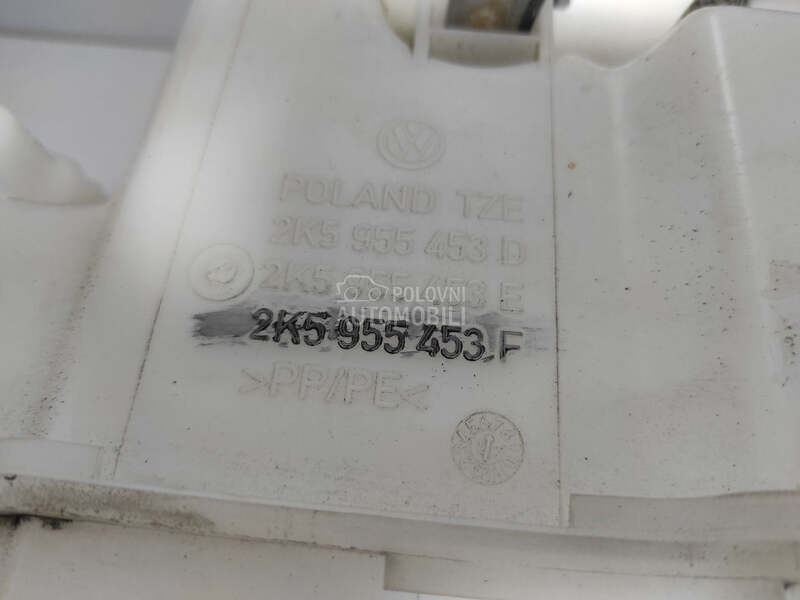 POLAND TZE
2K5 955 453 D
2K5 955 453 E
POLOVNI
AUTOMOBILI
2K5 955 453 F
>PP/PE<